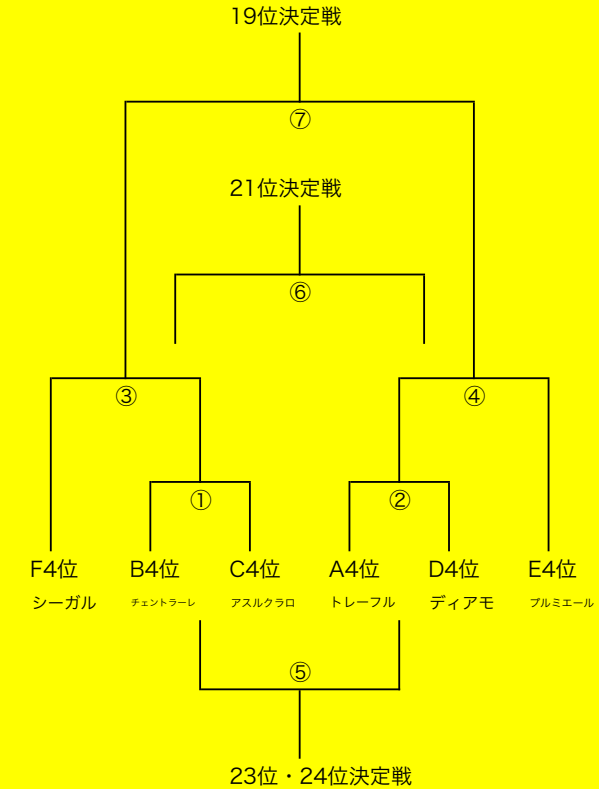 19位決定戦
⑦
21位決定戦
⑥
③ ④
① ②
F4位 B4位 C4位 A4位 D4位 E4位
シーガル チェントラーレ アスルクラロ トレーフル ディアモ プルミエール
⑤
23位・24位決定戦